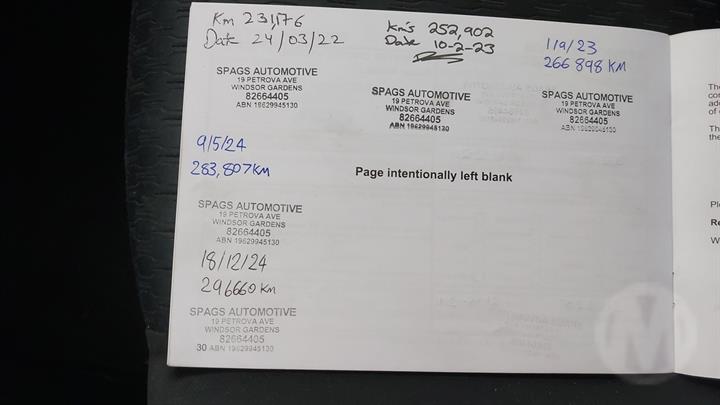 Km 231,176
Date 24/03/22
SPAGS AUTOMOTIVE
19 PETROVA AVE
WINDSOR GARDENS
82664405
ABN 19629945130
Km's 252,902
Date 10-2-23
SPAGS AUTOMOTIVE
19 PETROVA AVE
WINDSOR GARDENS
82664405
ABN 19629945130
119/23
266 898 KM
SPAGS AUTOMOTIVE
19 PETROVA AVE
WINDSOR GARDENS
82664405
ABN 19629945130
9/5/24
283,807KM
Page intentionally left blank
SPAGS AUTOMOTIVE
19 PETROVA AVE
WINDSOR GARDENS
82664405
ABN 19629945130
18/12/24
296660 KM
SPAGS AUTOMOTIVE
19 PETROVA AVE
WINDSOR GARDENS
82664405
30 ABN 19629945130